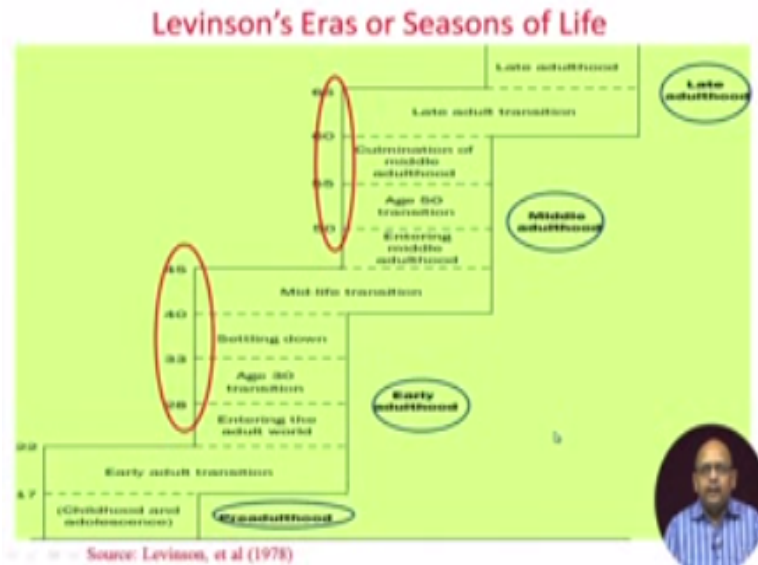 Levinson's Eras or Seasons of Life
Late adulthood
Late
adulthood
65
Late adult transition
60
Culmination of
middle
adulthood
55
Age 50
transition
Middle
adulthood
50
Entering
middle
adulthood
45
Mid-life transition
40
Settling down
33
Age 30
transition
Early
adulthood
28
Entering the
adult world
22
Early adult transition
17
(Childhood and
adolescence)
Preadulthood
Source: Levinson, et al (1978)